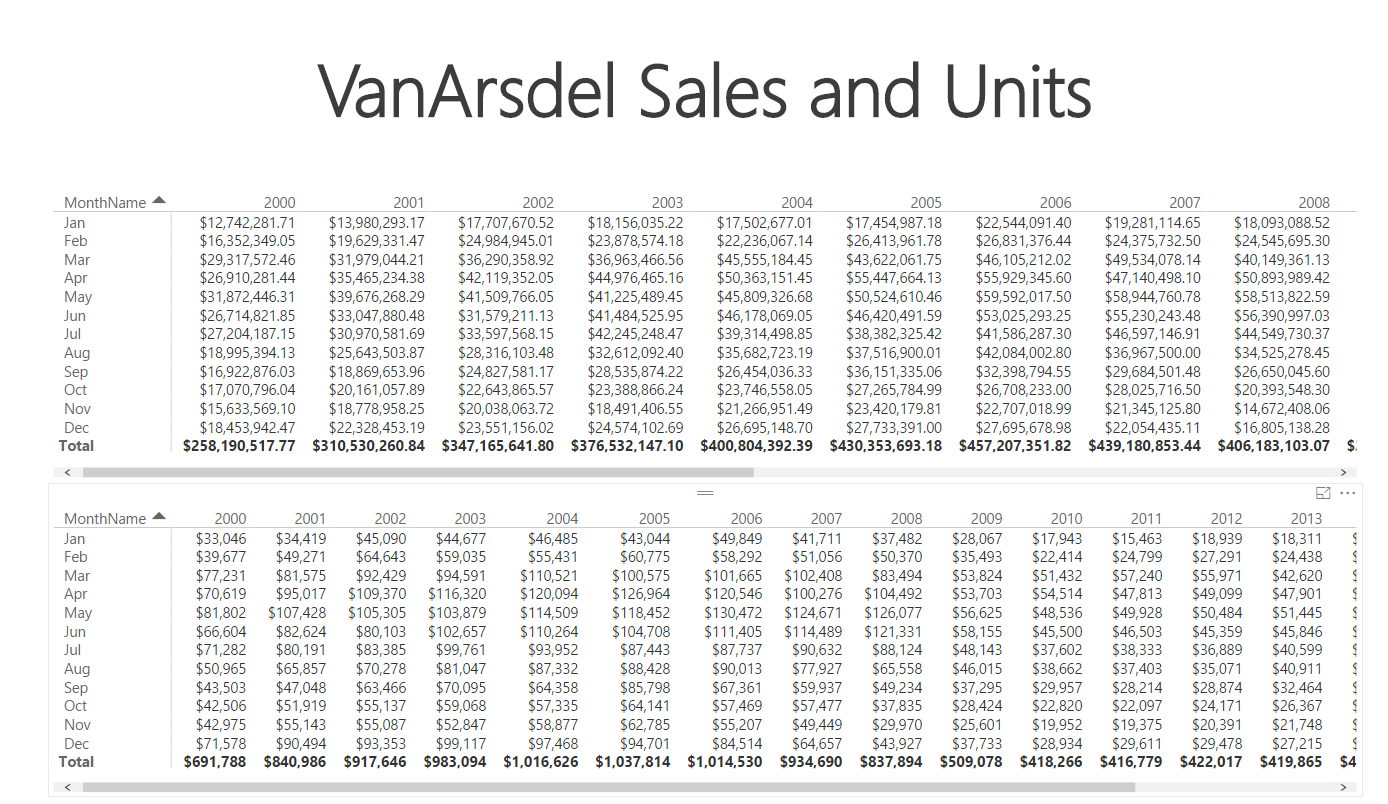 VanArsdel Sales and Units
MonthName 2000 2001 2002 2003 2004 2005 2006 2007 2008
Jan $12,742,281.71 $13,980,293.17 $17,707,670.52 $18,156,035.22 $17,502,677.01 $17,454,987.18 $22,544,091.40 $19,281,114.65 $18,093,088.52
Feb $16,352,349.05 $19,629,331.47 $24,984,945.01 $23,878,574.18 $22,236,067.14 $26,413,961.78 $26,831,376.44 $24,375,732.50 $24,545,695.30
Mar $29,317,572.46 $31,979,044.21 $36,290,358.92 $36,963,466.56 $45,555,184.45 $43,622,061.75 $46,105,212.02 $49,534,078.14 $40,149,361.13
Apr $26,910,281.44 $35,465,234.38 $42,119,352.05 $44,976,465.16 $50,363,151.45 $55,447,664.13 $55,929,345.60 $47,140,498.10 $50,893,989.42
May $31,872,446.31 $39,676,268.29 $41,509,766.05 $41,225,489.45 $45,809,326.68 $50,524,610.46 $59,592,017.50 $58,944,760.78 $58,513,822.59
Jun $26,714,821.85 $33,047,880.48 $31,579,211.13 $41,484,525.95 $46,178,069.05 $46,420,491.59 $53,025,293.25 $55,230,243.48 $56,390,997.03
Jul $27,204,187.15 $30,970,581.69 $33,597,568.15 $42,245,248.47 $39,314,498.85 $38,382,325.42 $41,586,287.30 $46,597,146.91 $44,549,730.37
Aug $18,995,394.13 $25,643,503.87 $28,316,103.48 $32,612,092.40 $35,682,723.19 $37,516,900.01 $42,084,002.80 $36,967,500.00 $34,525,278.45
Sep $16,922,876.03 $18,869,653.96 $24,827,581.17 $28,535,874.22 $26,454,036.33 $36,151,335.06 $32,398,794.55 $29,684,501.48 $26,650,045.60
Oct $17,070,796.04 $20,161,057.89 $22,643,865.57 $23,388,866.24 $23,746,558.05 $27,265,784.99 $26,708,233.00 $28,025,716.50 $20,393,548.30
Nov $15,633,569.10 $18,778,958.25 $20,038,063.72 $18,491,406.55 $21,266,951.49 $23,420,179.81 $22,707,018.99 $21,345,125.80 $14,672,408.06
Dec $18,453,942.47 $22,328,453.19 $23,551,156.02 $24,574,102.69 $26,695,148.70 $27,733,391.00 $27,695,678.98 $22,054,435.11 $16,805,138.28
Total $258,190,517.77 $310,530,260.84 $347,165,641.80 $376,532,147.10 $400,804,392.39 $430,353,693.18 $457,207,351.82 $439,180,853.44 $406,183,103.07 $
MonthName 2000 2001 2002 2003 2004 2005 2006 2007 2008 2009 2010 2011 2012 2013
Jan $33,046 $34,419 $45,090 $44,677 $46,485 $43,044 $49,849 $41,711 $37,482 $28,067 $17,943 $15,463 $18,939 $18,311 $
Feb $39,677 $49,271 $64,643 $59,035 $55,431 $60,775 $58,292 $51,056 $50,370 $35,493 $22,414 $24,799 $27,291 $24,438 $
Mar $77,231 $81,575 $92,429 $94,591 $110,521 $100,575 $101,665 $102,408 $83,494 $53,824 $51,432 $57,240 $55,971 $42,620 $
Apr $70,619 $95,017 $109,370 $116,320 $120,094 $126,964 $120,546 $100,276 $104,492 $53,703 $54,514 $47,813 $49,099 $47,901 $
May $81,802 $107,428 $105,305 $103,879 $114,509 $118,452 $130,472 $124,671 $126,077 $56,625 $48,536 $49,928 $50,484 $51,445 $
Jun $66,604 $82,624 $80,103 $102,657 $110,264 $104,708 $111,405 $114,489 $121,331 $58,155 $45,500 $46,503 $45,359 $45,846 $
Jul $71,282 $80,191 $83,385 $99,761 $93,952 $87,443 $87,737 $90,632 $88,124 $48,143 $37,602 $38,333 $36,889 $40,599 $
Aug $50,965 $65,857 $70,278 $81,047 $87,332 $88,428 $90,013 $77,927 $65,558 $46,015 $38,662 $37,403 $35,071 $40,911 $
Sep $43,503 $47,048 $63,466 $70,095 $64,358 $85,798 $67,361 $59,937 $49,234 $37,295 $29,957 $28,214 $28,874 $32,464 $
Oct $42,506 $51,919 $55,137 $59,068 $57,335 $64,141 $57,469 $57,477 $37,835 $28,424 $22,820 $22,097 $24,171 $26,367 $
Nov $42,975 $55,143 $55,087 $52,847 $58,877 $62,785 $55,207 $49,449 $29,970 $25,601 $19,952 $19,375 $20,391 $21,748 $
Dec $71,578 $90,494 $93,353 $99,117 $97,468 $94,701 $84,514 $64,657 $43,927 $37,733 $28,934 $29,611 $29,478 $27,215 $
Total $691,788 $840,986 $917,646 $983,094 $1,016,626 $1,037,814 $1,014,530 $934,690 $837,894 $509,078 $418,266 $416,779 $422,017 $419,865 $4